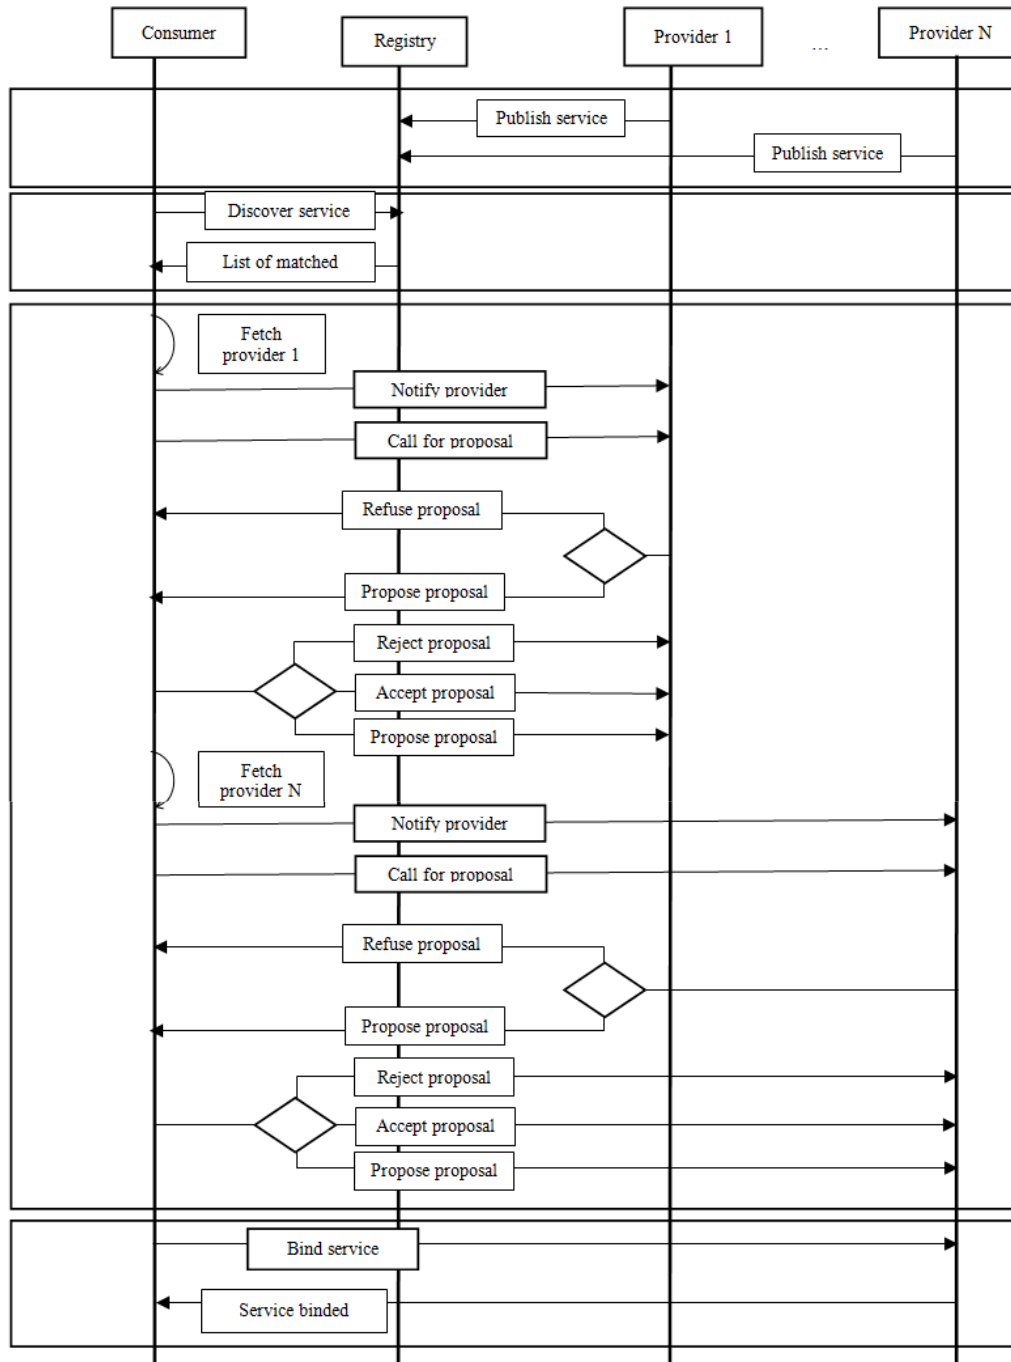 Consumer
Registry
Provider 1
...
Provider N
Publish service
Publish service
Discover service
List of matched
Fetch
provider 1
Notify provider
Call for proposal
Refuse proposal
Propose proposal
Reject proposal
Accept proposal
Propose proposal
Fetch
provider N
Notify provider
Call for proposal
Refuse proposal
Propose proposal
Reject proposal
Accept proposal
Propose proposal
Bind service
Service binded